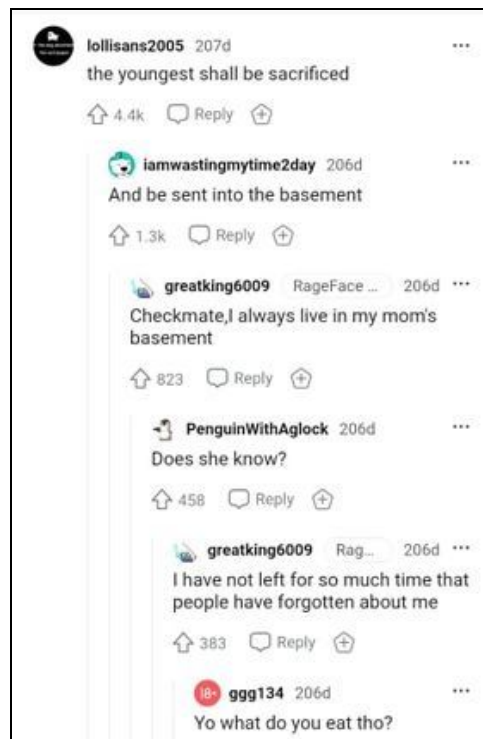 lollisans2005 207d
the youngest shall be sacrificed
4.4k Reply
iamwastingmytime2day 206d
And be sent into the basement
1.3k Reply
greatking6009 RageFace ... 206d
Checkmate,I always live in my mom's
basement
823 Reply
PenguinWithAglock 206d
Does she know?
458 Reply
greatking6009 Rag... 206d
I have not left for so much time that
people have forgotten about me
383 Reply
18+ ggg134 206d
Yo what do you eat tho?